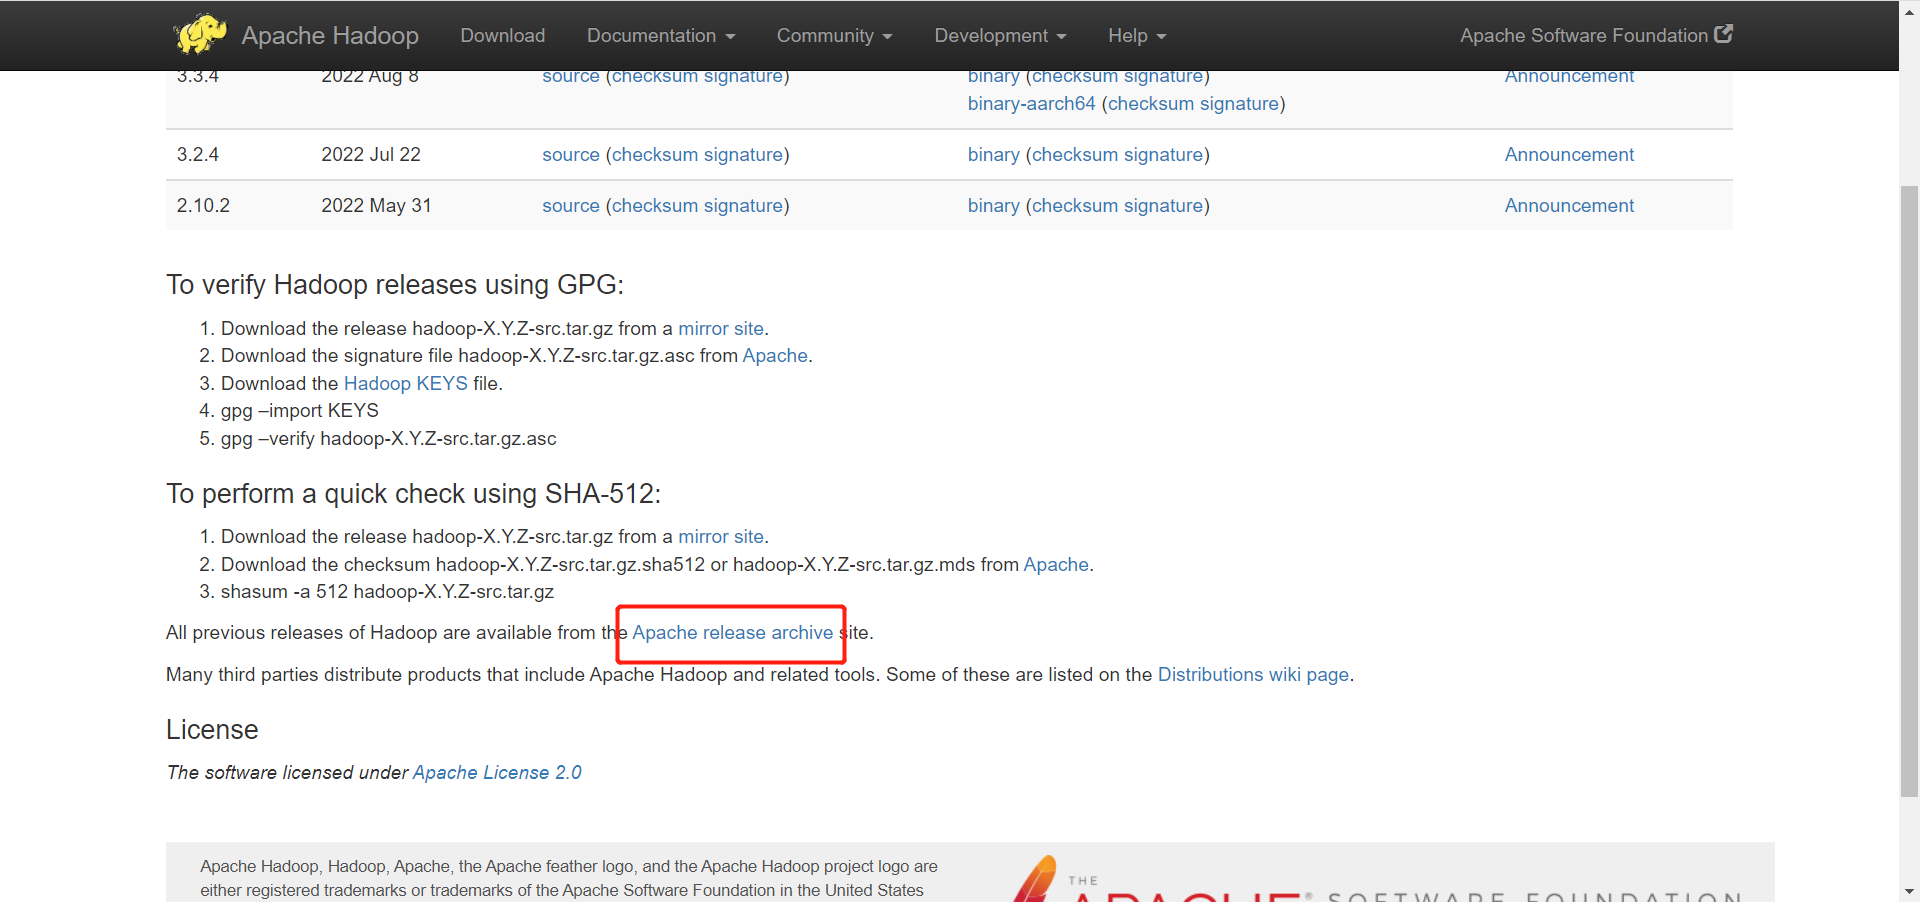 Apache Hadoop Download Documentation Community Development Help Apache Software Foundation
3.3.4 2022 Aug 8 source (checksum signature) binary (checksum signature) Announcement
binary-aarch64 (checksum signature)
3.2.4 2022 Jul 22 source (checksum signature) binary (checksum signature) Announcement
2.10.2 2022 May 31 source (checksum signature) binary (checksum signature) Announcement
To verify Hadoop releases using GPG:
1. Download the release hadoop-X.Y.Z-src.tar.gz from a mirror site.
2. Download the signature file hadoop-X.Y.Z-src.tar.gz.asc from Apache.
3. Download the Hadoop KEYS file.
4. gpg –import KEYS
5. gpg –verify hadoop-X.Y.Z-src.tar.gz.asc
To perform a quick check using SHA-512:
1. Download the release hadoop-X.Y.Z-src.tar.gz from a mirror site.
2. Download the checksum hadoop-X.Y.Z-src.tar.gz.sha512 or hadoop-X.Y.Z-src.tar.gz.mds from Apache.
3. shasum -a 512 hadoop-X.Y.Z-src.tar.gz
All previous releases of Hadoop are available from the Apache release archive site.
Many third parties distribute products that include Apache Hadoop and related tools. Some of these are listed on the Distributions wiki page.
License
The software licensed under Apache License 2.0
Apache Hadoop, Hadoop, Apache, the Apache feather logo, and the Apache Hadoop project logo are
either registered trademarks or trademarks of the Apache Software Foundation in the United States
THE
APACHE® SOFTWARE FOUNDATION